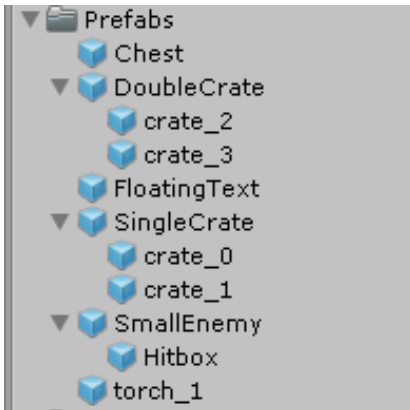 Prefabs
Chest
DoubleCrate
crate_2
crate_3
FloatingText
SingleCrate
crate_0
crate_1
SmallEnemy
Hitbox
torch_1